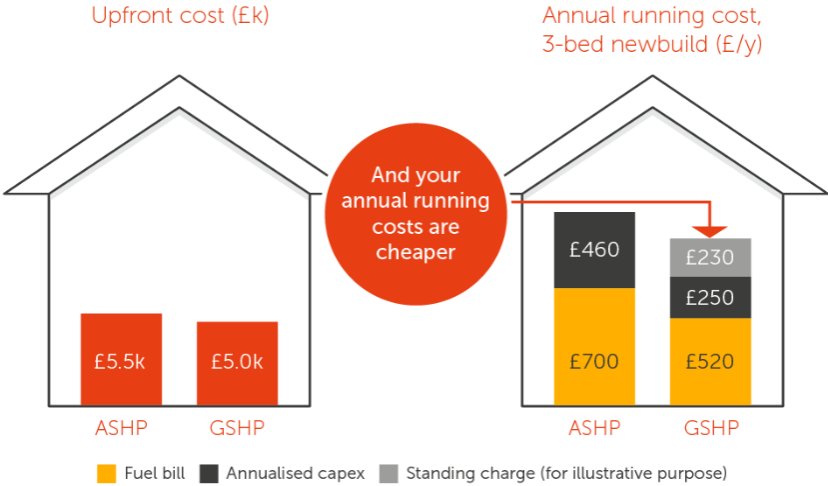 Upfront cost (£k)
Annual running cost,
3-bed newbuild (£/y)
And your
annual running
costs are
cheaper
£5.5k
£5.0k
ASHP
GSHP
£460
£700
£230
£250
£520
ASHP
GSHP
Fuel bill
Annualised capex
Standing charge (for illustrative purpose)